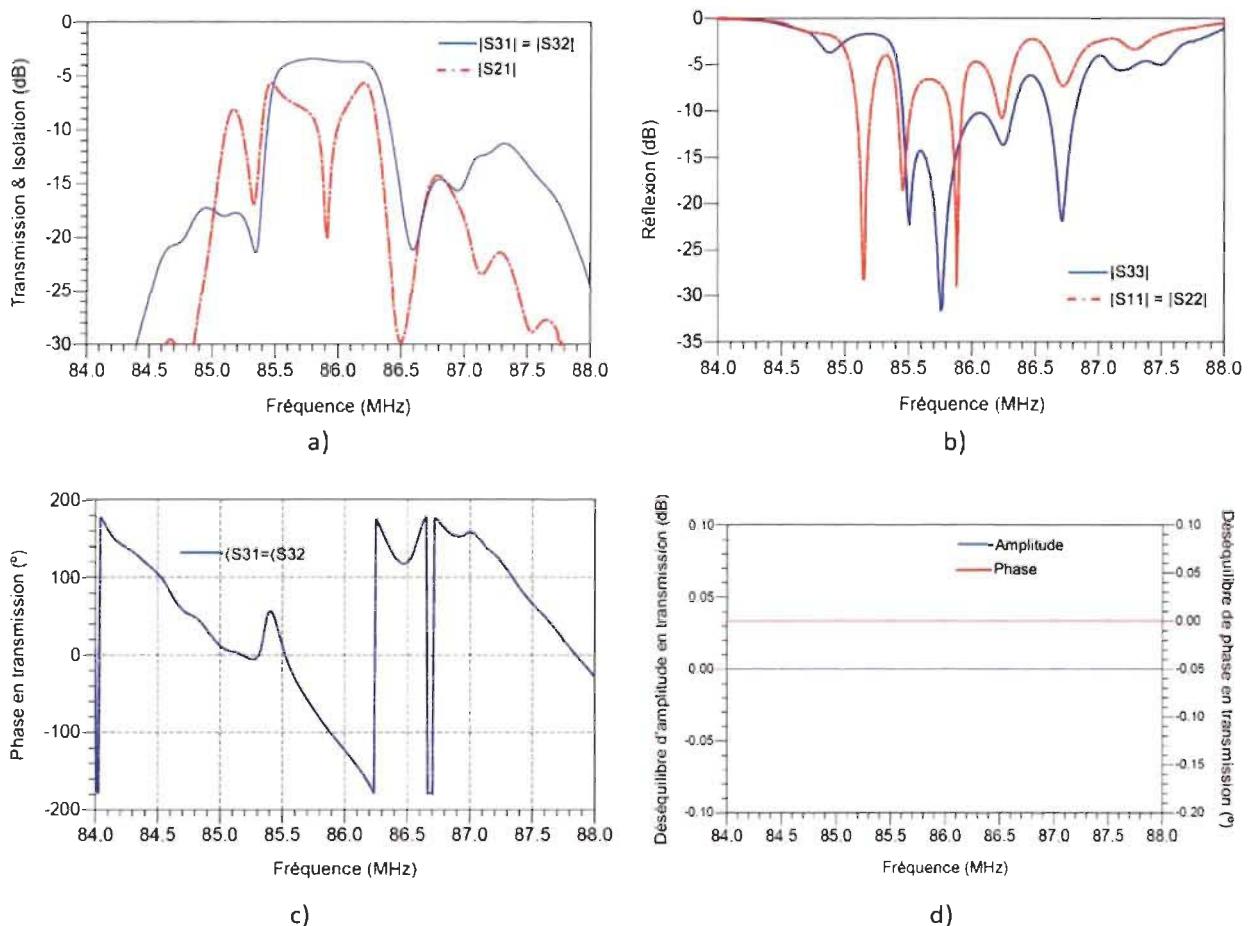 |S31| = |S32|
|S21|
Transmission & Isolation (dB)
0
-5
-10
-15
-20
-25
-30
84.0 85.0 85.5 86.0 86.5 87.0 87.5 88.0
Fréquence (MHz)
a)
|S33|
|S11| = |S22|
Réflexion (dB)
0
-5
-10
-15
-20
-25
-30
-35
84.0 85.0 85.5 86.0 86.5 87.0 87.5 88.0
Fréquence (MHz)
b)
⟨S31=⟨S32
Phase en transmission (º)
200
100
0
-100
-200
84.0 84.5 85.0 85.5 86.0 86.5 87.0 87.5 88.0
Fréquence (MHz)
c)
Amplitude
Phase
Déséquilibre d'amplitude en transmission (dB)
0.10
0.05
0.00
-0.05
-0.10
Déséquilibre de phase en transmission (º)
0.10
0.05
0.00
-0.05
-0.10
-0.15
-0.20
84.0 85.0 85.5 86.0 86.5 87.0 87.5 88.0
Fréquence (MHz)
d)